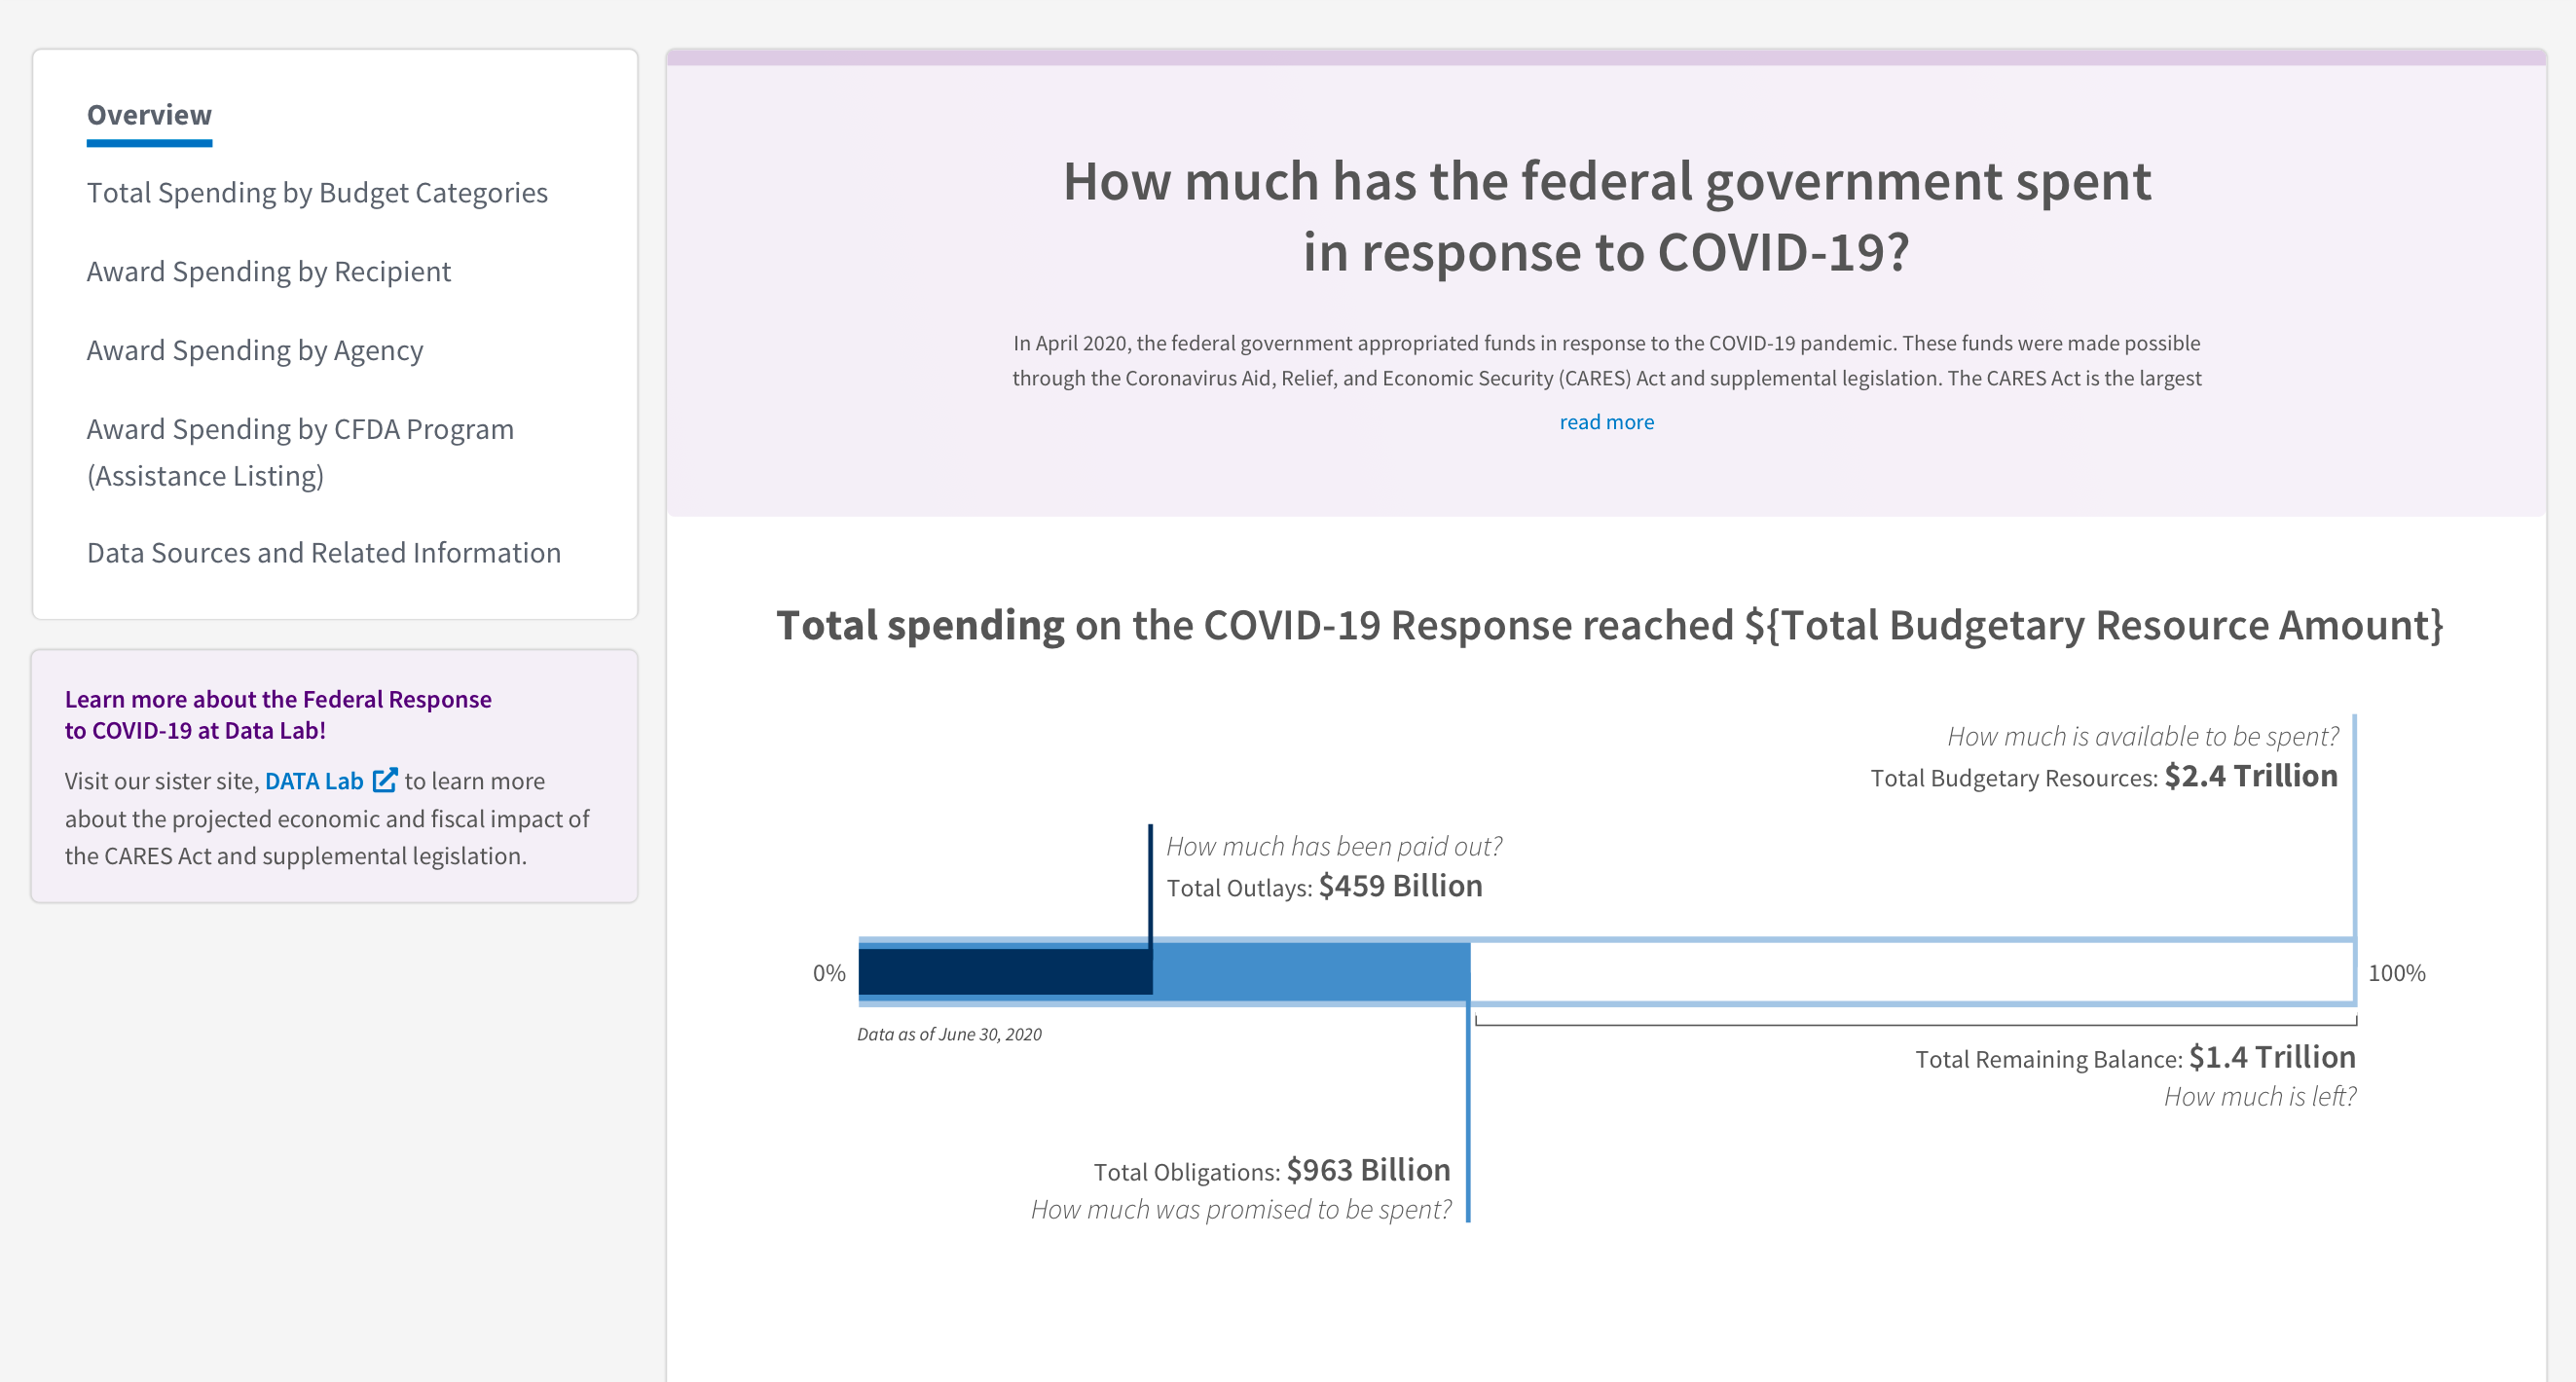 Overview
Total Spending by Budget Categories
Award Spending by Recipient
Award Spending by Agency
Award Spending by CFDA Program
(Assistance Listing)
Data Sources and Related Information
Learn more about the Federal Response
to COVID-19 at Data Lab!
Visit our sister site, DATA Lab to learn more
about the projected economic and fiscal impact of
the CARES Act and supplemental legislation.
How much has the federal government spent
in response to COVID-19?
In April 2020, the federal government appropriated funds in response to the COVID-19 pandemic. These funds were made possible
through the Coronavirus Aid, Relief, and Economic Security (CARES) Act and supplemental legislation. The CARES Act is the largest
read more
Total spending on the COVID-19 Response reached ${Total Budgetary Resource Amount}
How much is available to be spent?
Total Budgetary Resources: $2.4 Trillion
How much has been paid out?
Total Outlays: $459 Billion
0%
100%
Data as of June 30, 2020
Total Remaining Balance: $1.4 Trillion
How much is left?
Total Obligations: $963 Billion
How much was promised to be spent?